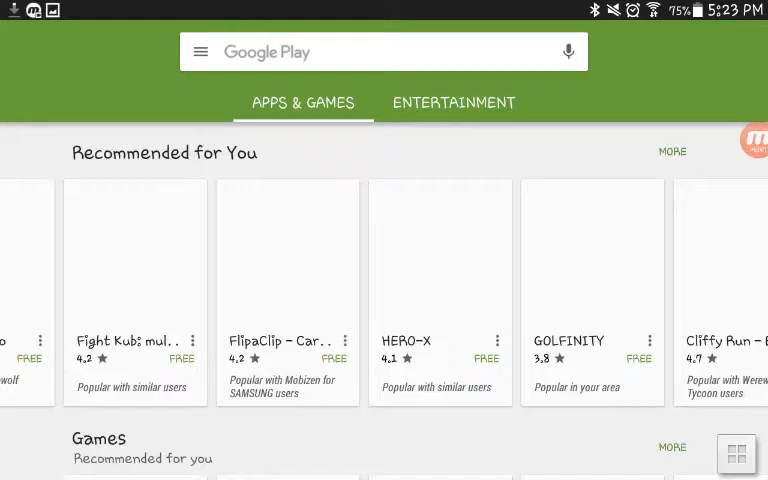 75% 5:23 PM
Google Play
APPS & GAMES ENTERTAINMENT
Recommended for You MORE
Fight Kub: mul.. FlipaClip - Car.. HERO-X GOLFINITY Cliffy Run - E
FREE 4.2 FREE 4.2 FREE 4.1 FREE 3.8 FREE 4.7
Popular with similar users Popular with Mobizen for SAMSUNG users Popular with similar users Popular in your area Popular with Werew Tycoon users
Games MORE
Recommended for you